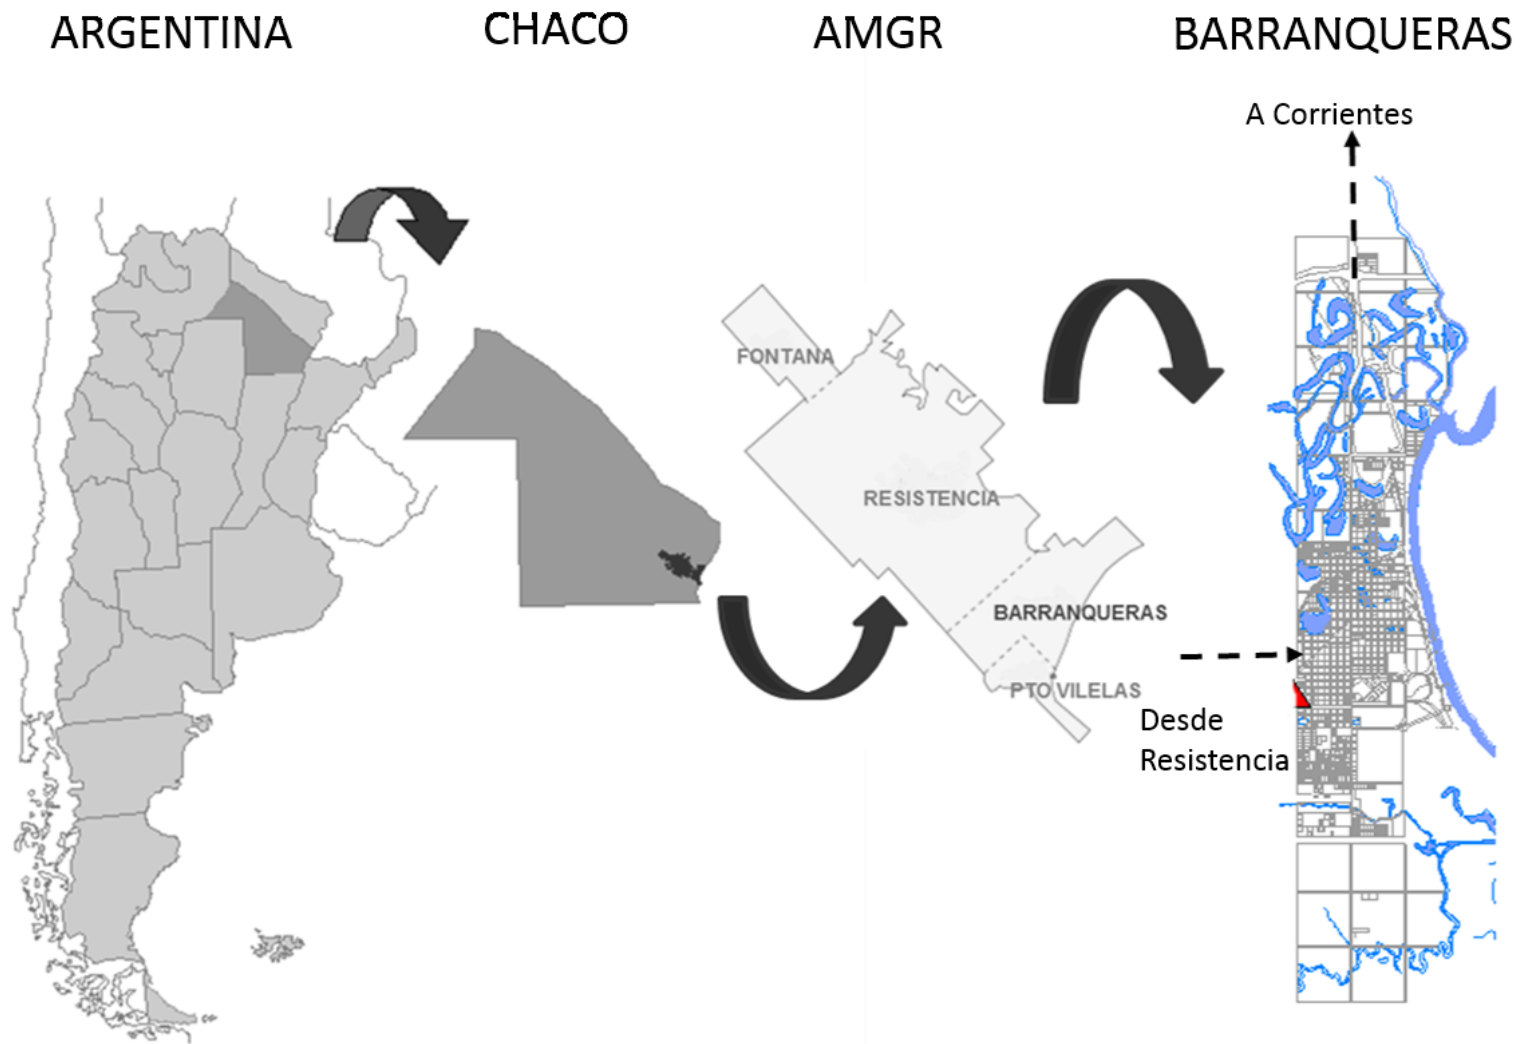 ARGENTINA
CHACO
AMGR
BARRANQUERAS
A Corrientes
FONTANA
RESISTENCIA
BARRANQUERAS
PTO VILELAS
Desde
Resistencia